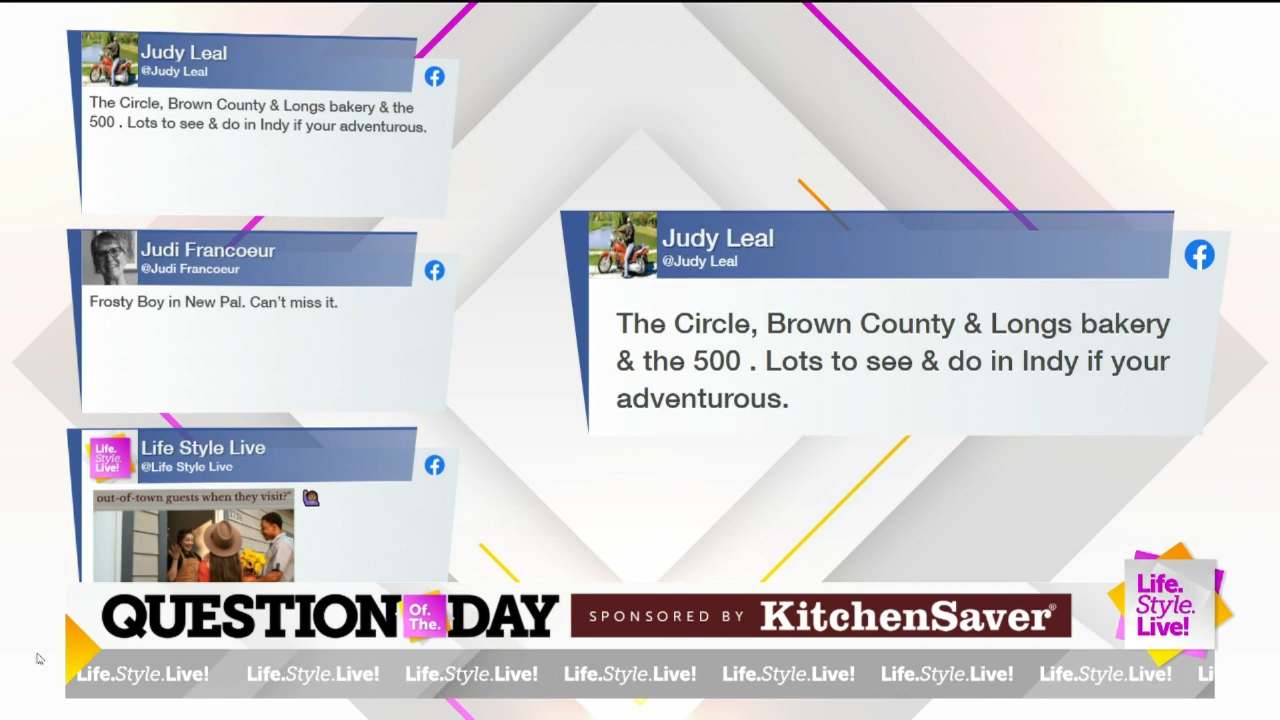 Judy Leal
@Judy Leal
The Circle, Brown County & Longs bakery & the
500 . Lots to see & do in Indy if your adventurous.
Judi Francoeur
@Judi Francoeur
Frosty Boy in New Pal. Can't miss it.
Life.
Style.
Live!
Life Style Live
@Life Style Live
out-of-town guests when they visit?"
Judy Leal
@Judy Leal
The Circle, Brown County & Longs bakery
& the 500 . Lots to see & do in Indy if your
adventurous.
QUESTION Of. The. DAY
SPONSORED BY KitchenSaver®
Life.
Style.
Live!
Life.Style.Live! Life.Style.Live! Life.Style.Live! Life.Style.Live! Life.Style.Live! Life.Style.Live! Life.Style.Live! Li